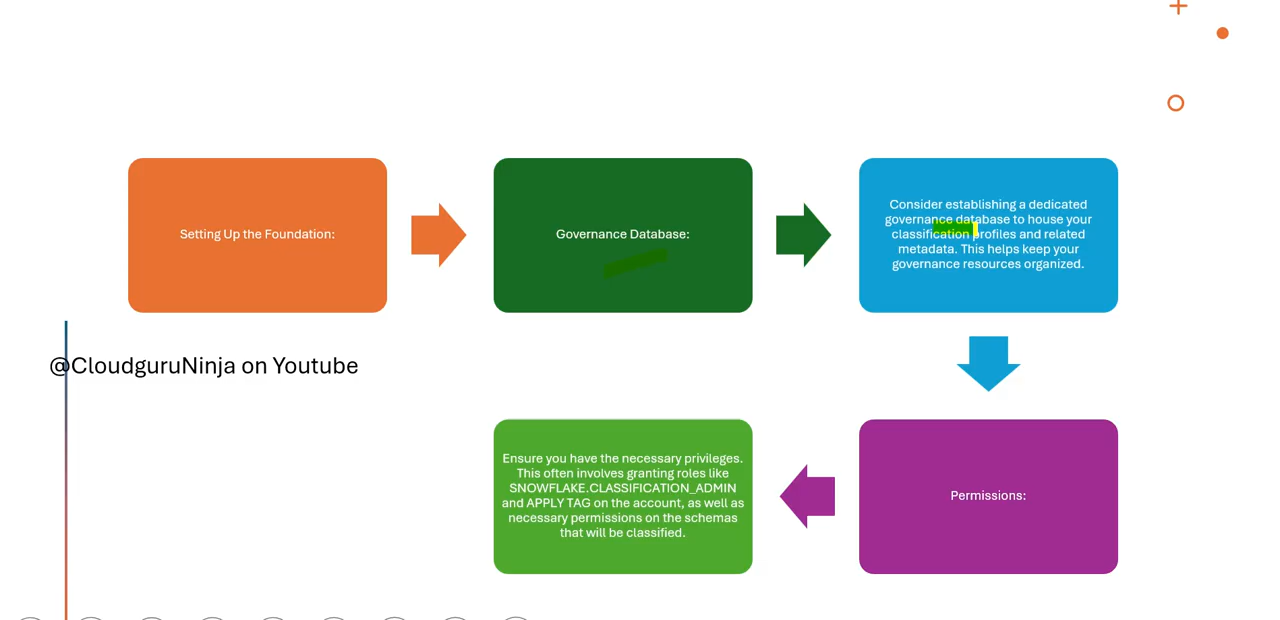 Setting Up the Foundation:
Governance Database:
Consider establishing a dedicated
governance database to house your
classification profiles and related
metadata. This helps keep your
governance resources organized.
@CloudguruNinja on Youtube
Permissions:
Ensure you have the necessary privileges.
This often involves granting roles like
SNOWFLAKE.CLASSIFICATION_ADMIN
and APPLY TAG on the account, as well as
necessary permissions on the schemas
that will be classified.